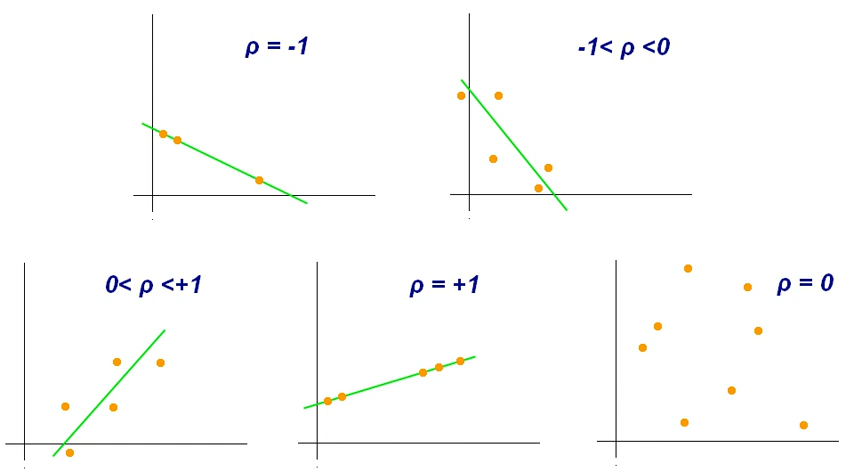 ρ = -1
-1< ρ <0
0< ρ <+1
ρ = +1
ρ = 0